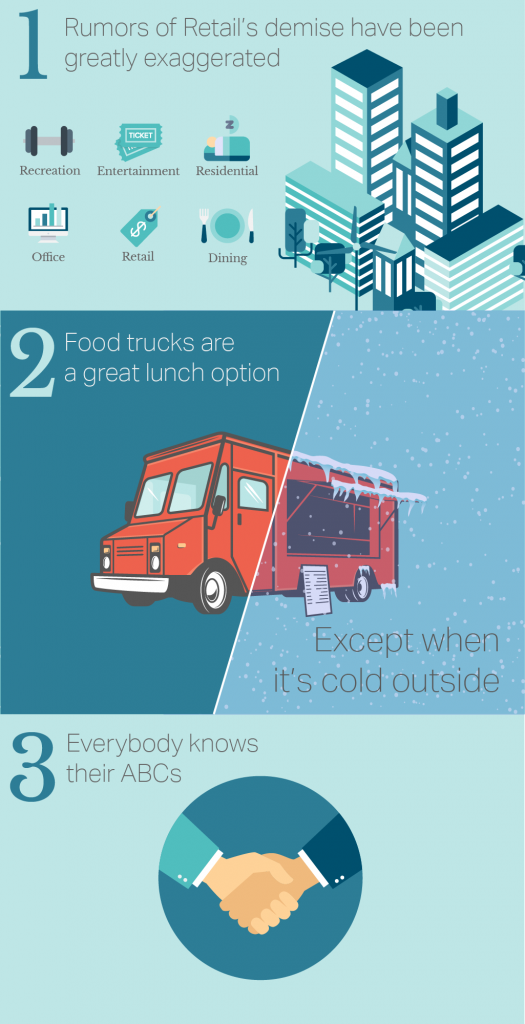 1
Rumors of Retail's demise have been
greatly exaggerated
TICKET
Z
Recreation
Entertainment
Residential
$
Office
Retail
Dining
2
Food trucks are
a great lunch option
Except when
it's cold outside
3
Everybody knows
their ABCs